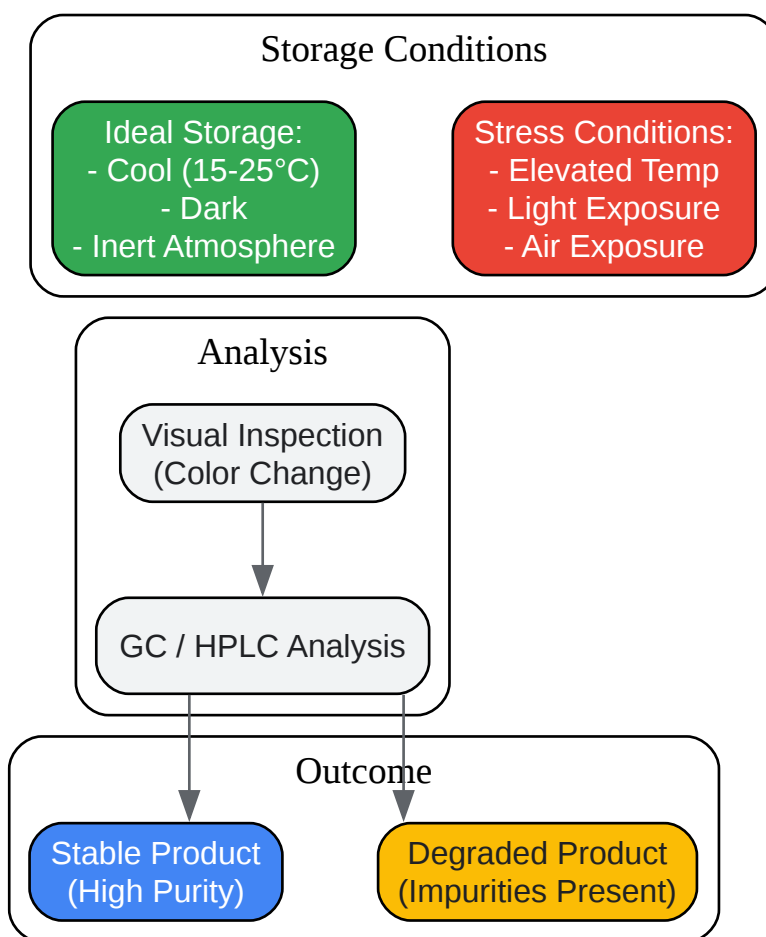 Storage Conditions
Ideal Storage:
- Cool (15-25°C)
- Dark
- Inert Atmosphere
Stress Conditions:
- Elevated Temp
- Light Exposure
- Air Exposure
Analysis
Visual Inspection
(Color Change)
GC / HPLC Analysis
Outcome
Stable Product
(High Purity)
Degraded Product
(Impurities Present)